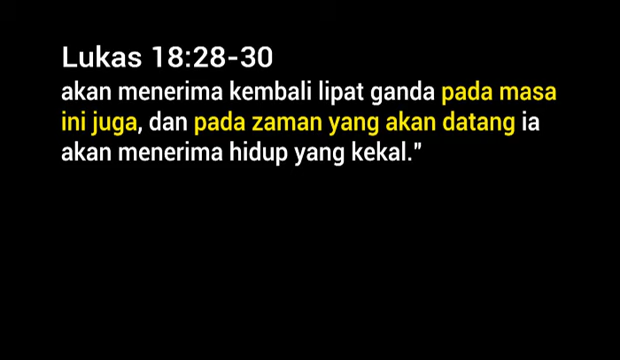 Lukas 18:28-30
akan menerima kembali lipat ganda pada masa
ini juga, dan pada zaman yang akan datang ia
akan menerima hidup yang kekal."